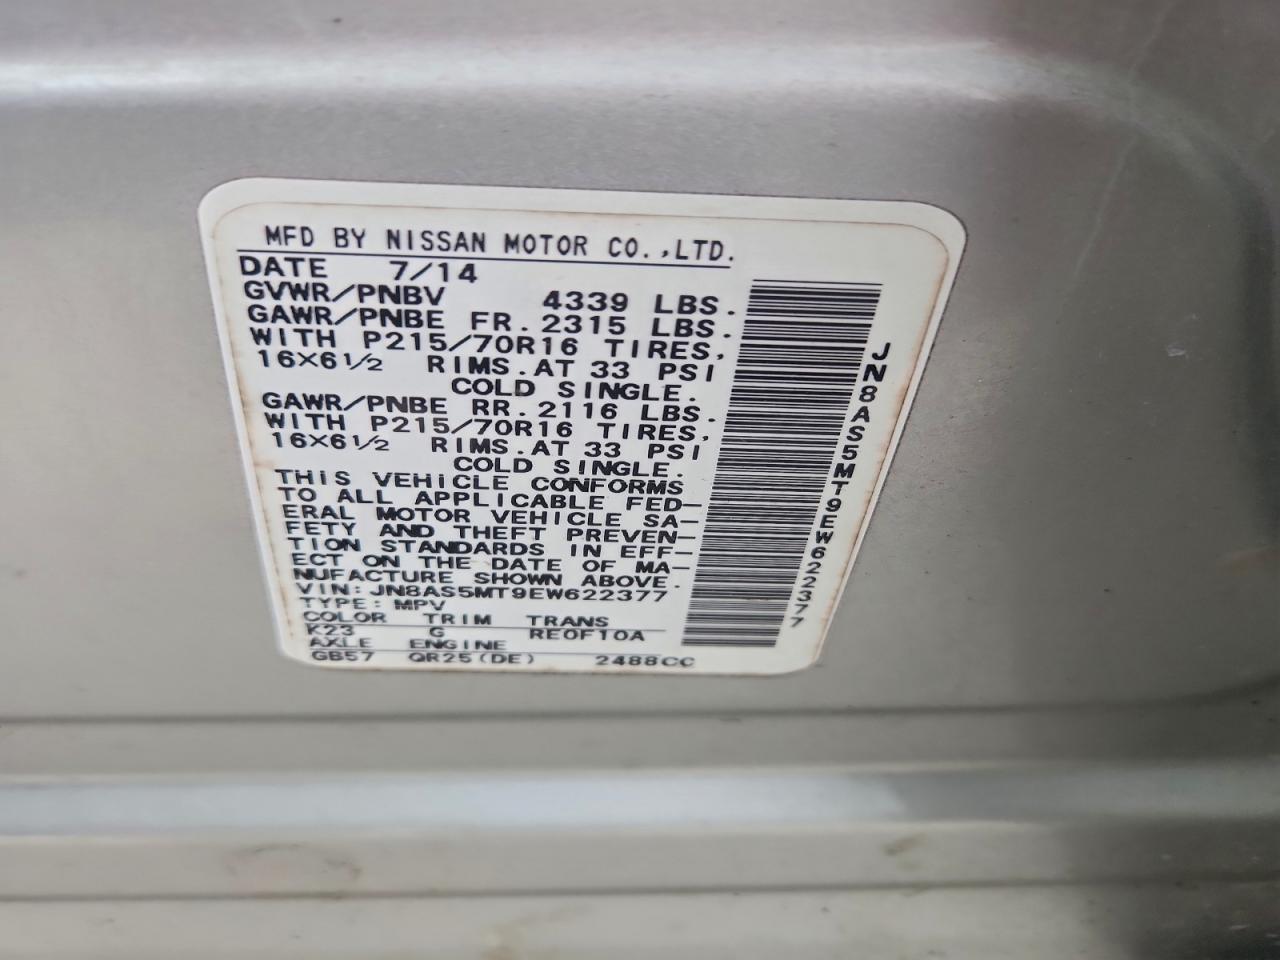 MFD BY NISSAN MOTOR CO.,LTD.
DATE 7/14
GVWR/PNBV 4339 LBS.
GAWR/PNBE FR. 2315 LBS.
WITH P215/70R16 TIRES,
16X6 1/2 RIMS. AT 33 PSI
COLD SINGLE.
GAWR/PNBE RR. 2116 LBS.
WITH P215/70R16 TIRES,
16X6 1/2 RIMS. AT 33 PSI
COLD SINGLE.
THIS VEHICLE CONFORMS
TO ALL APPLICABLE FED-
ERAL MOTOR VEHICLE SA-
FETY AND THEFT PREVEN-
TION STANDARDS IN EFF-
ECT ON THE DATE OF MA-
NUFACTURE SHOWN ABOVE.
VIN: JN8AS5MT9EW622377
TYPE: MPV
COLOR TRIM TRANS
K23 G RE0F10A
AXLE ENGINE
GB57 QR25(DE) 2488CC
JN8AS5MT9EW622377